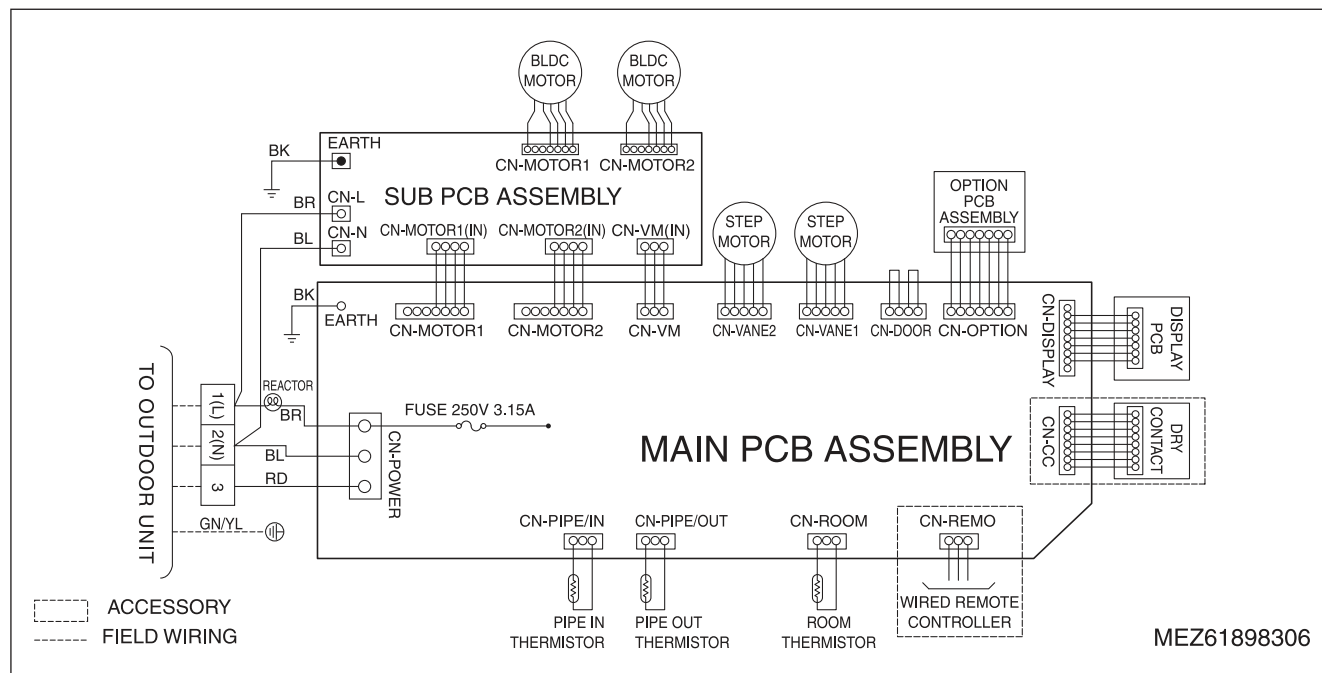 BLDC
MOTOR
BLDC
MOTOR
EARTH
BK
CN-MOTOR1
CN-MOTOR2
CN-L
BR
SUB PCB ASSEMBLY
CN-N
BL
CN-MOTOR1(IN)
CN-MOTOR2(IN)
CN-VM(IN)
STEP
MOTOR
STEP
MOTOR
OPTION
PCB
ASSEMBLY
BK
EARTH
CN-MOTOR1
CN-MOTOR2
CN-VM
CN-VANE2
CN-VANE1
CN-DOOR
CN-OPTION
CN-DISPLAY
DISPLAY
PCB
TO OUTDOOR UNIT
1(L)
2(N)
3
REACTOR
BR
BL
RD
GN/YL
CN-POWER
FUSE 250V 3.15A
MAIN PCB ASSEMBLY
CN-CC
DRY
CONTACT
CN-PIPE/IN
CN-PIPE/OUT
CN-ROOM
CN-REMO
PIPE IN
THERMISTOR
PIPE OUT
THERMISTOR
ROOM
THERMISTOR
WIRED REMOTE
CONTROLLER
ACCESSORY
FIELD WIRING
MEZ61898306